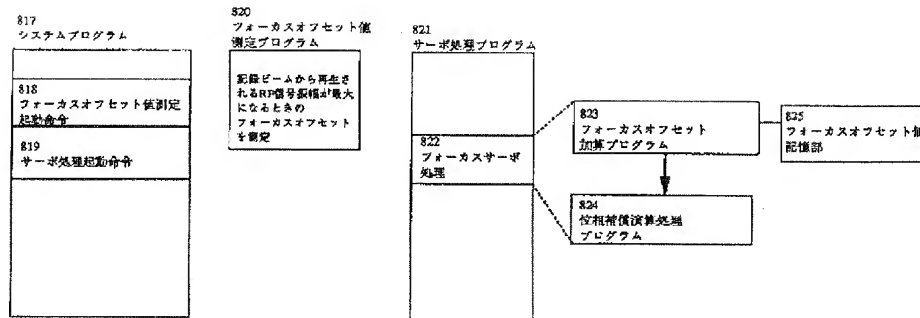 817
システムプログラム
818
フォーカスオフセット値測定
起動命令
819
サーボ処理起動命令
820
フォーカスオフセット値
測定プログラム
記録ビームから再生さ
れるRF信号振幅が最大
になるときの
フォーカスオフセット
を測定
821
サーボ処理プログラム
822
フォーカスサーボ
処理
823
フォーカスオフセット
加算プログラム
824
位相補償演算処理
プログラム
825
フォーカスオフセット値
記憶部